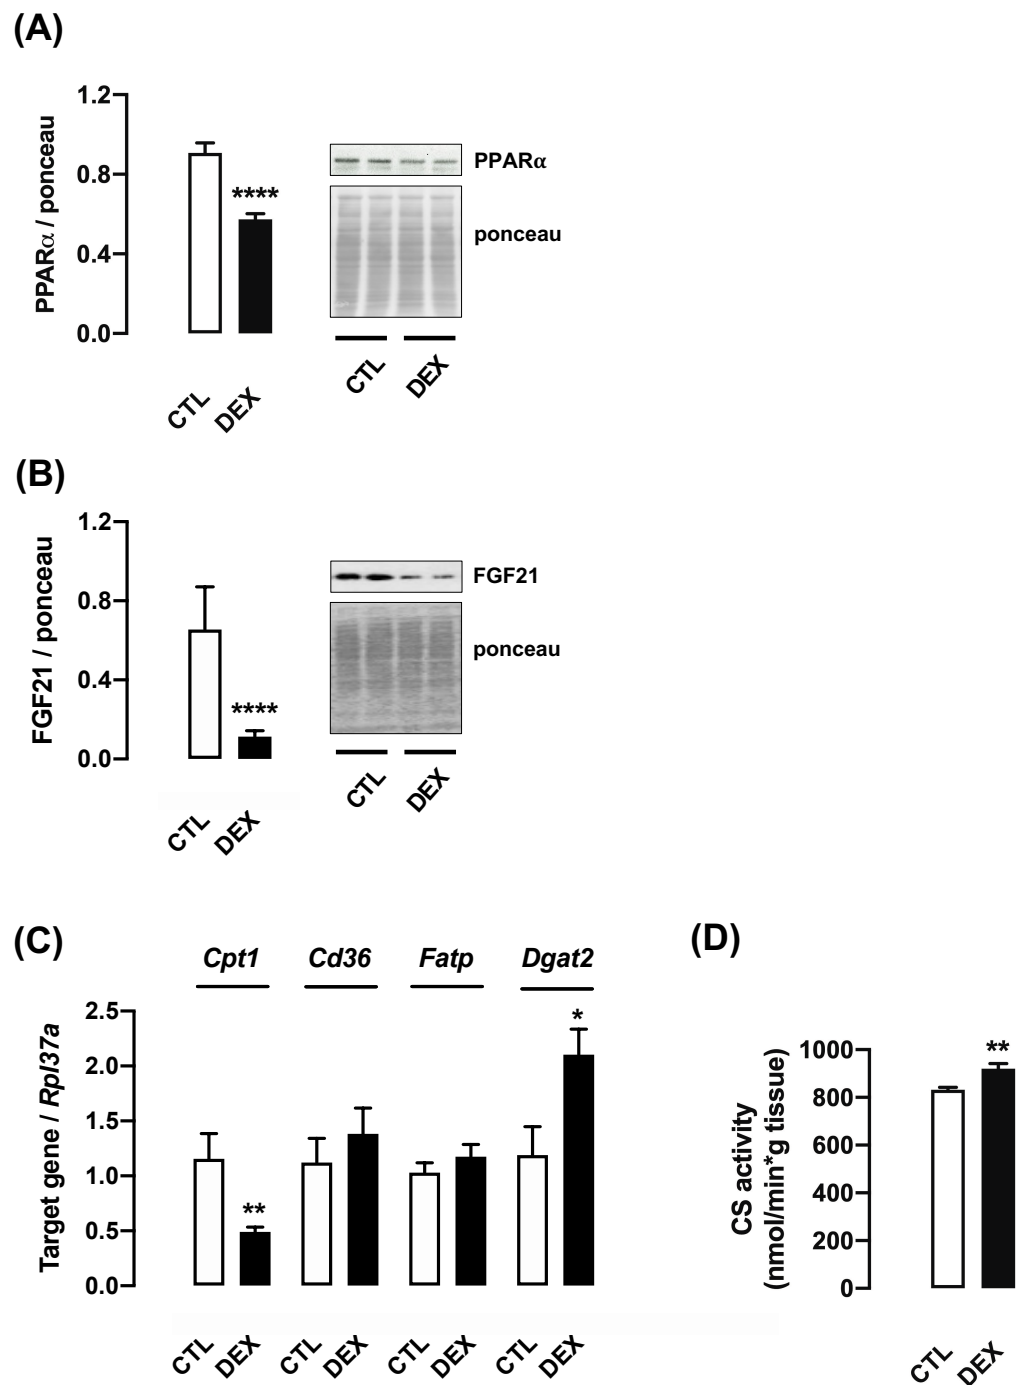 (A)
PPARα / ponceau
1.2
0.8
0.4
0.0
****
CTL
DEX
PPARα
ponceau
CTL
DEX
(B)
FGF21 / ponceau
1.2
0.8
0.4
0.0
****
CTL
DEX
FGF21
ponceau
CTL
DEX
(C)
Cpt1 Cd36 Fatp Dgat2
Target gene / Rpl37a
2.5
2.0
1.5
1.0
0.5
0.0
**
*
CTL DEX CTL DEX CTL DEX CTL DEX
(D)
CS activity
(nmol/min*g tissue)
1000
800
600
400
200
0
**
CTL
DEX